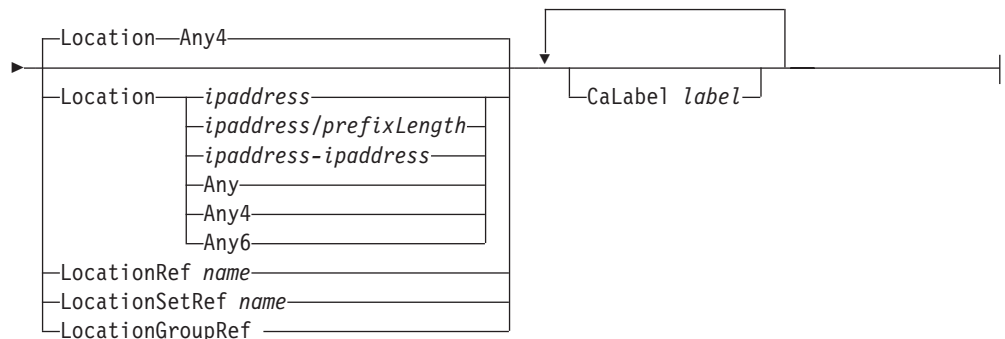 Location Any4
Location ipaddress
CaLabel label
ipaddress/prefixLength
ipaddress-ipaddress
Any
Any4
Any6
LocationRef name
LocationSetRef name
LocationGroupRef